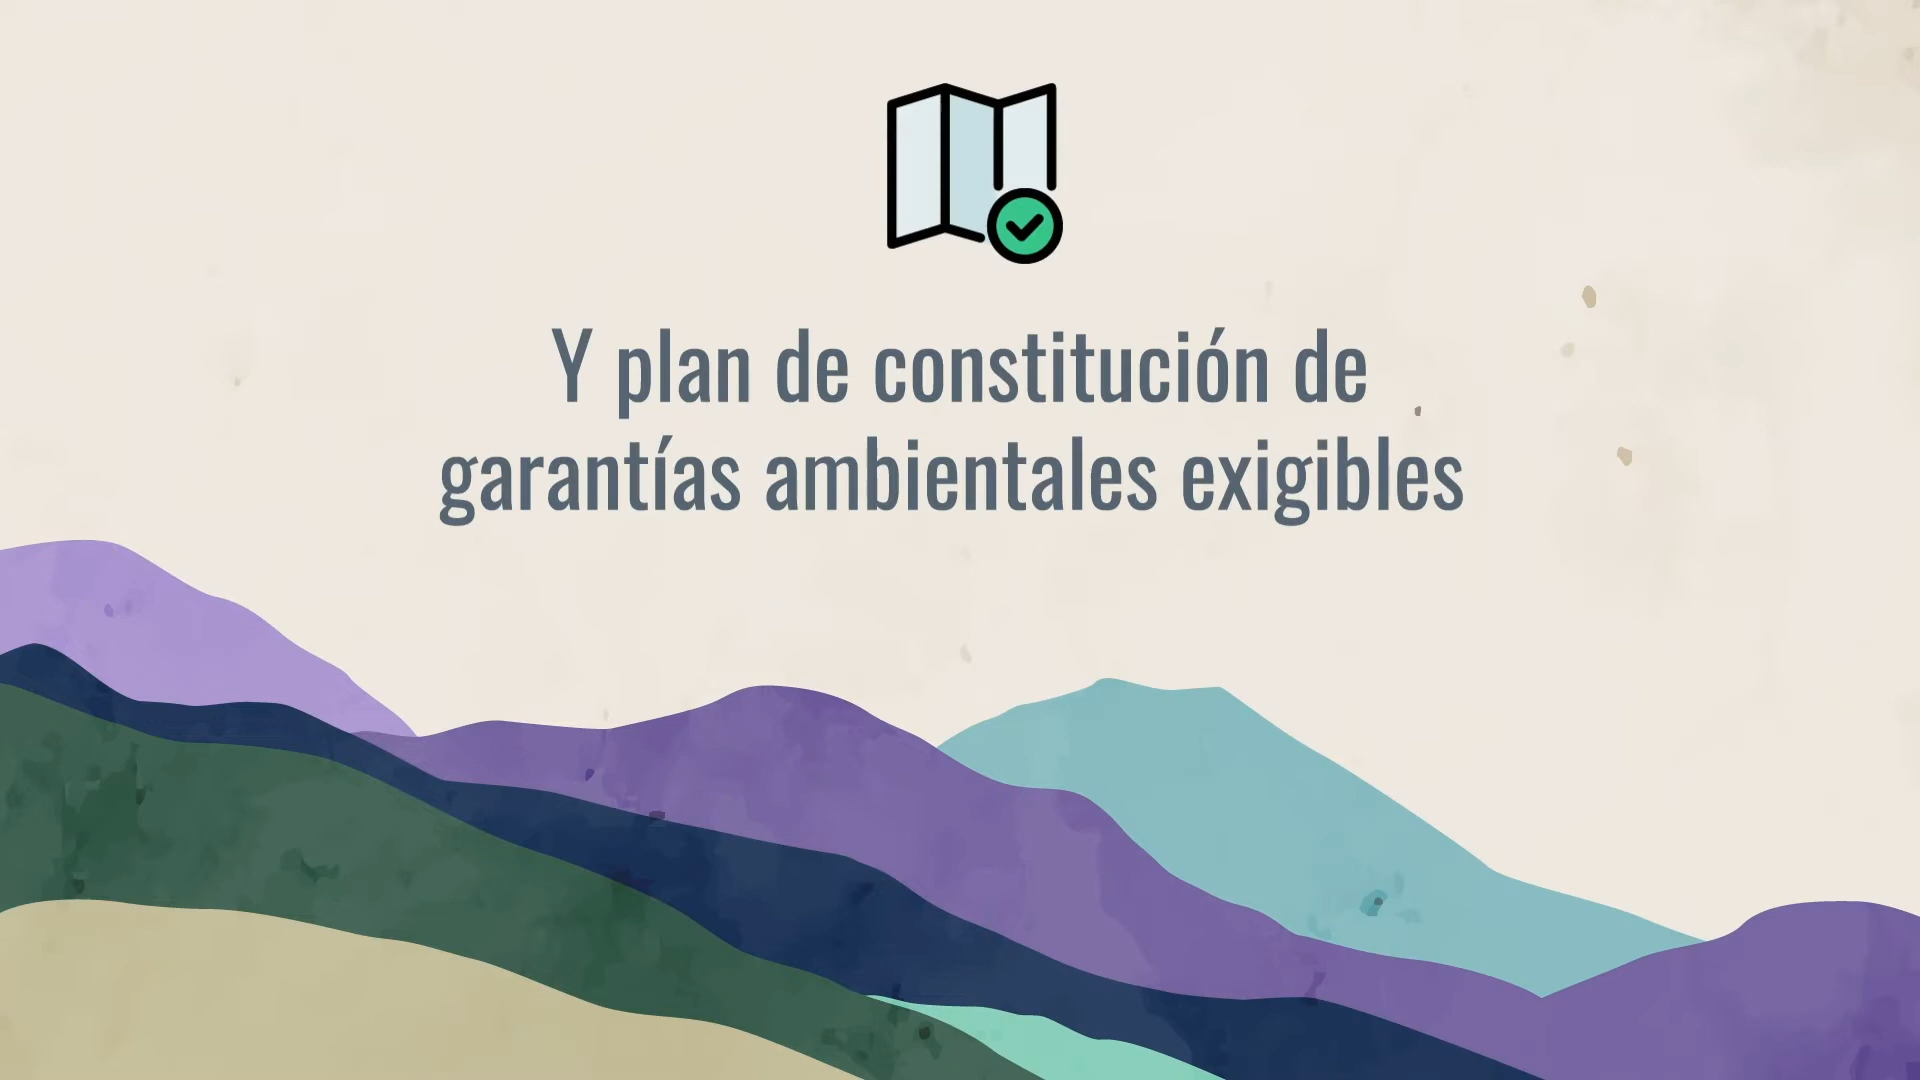 Y plan de constitución de
garantías ambientales exigibles